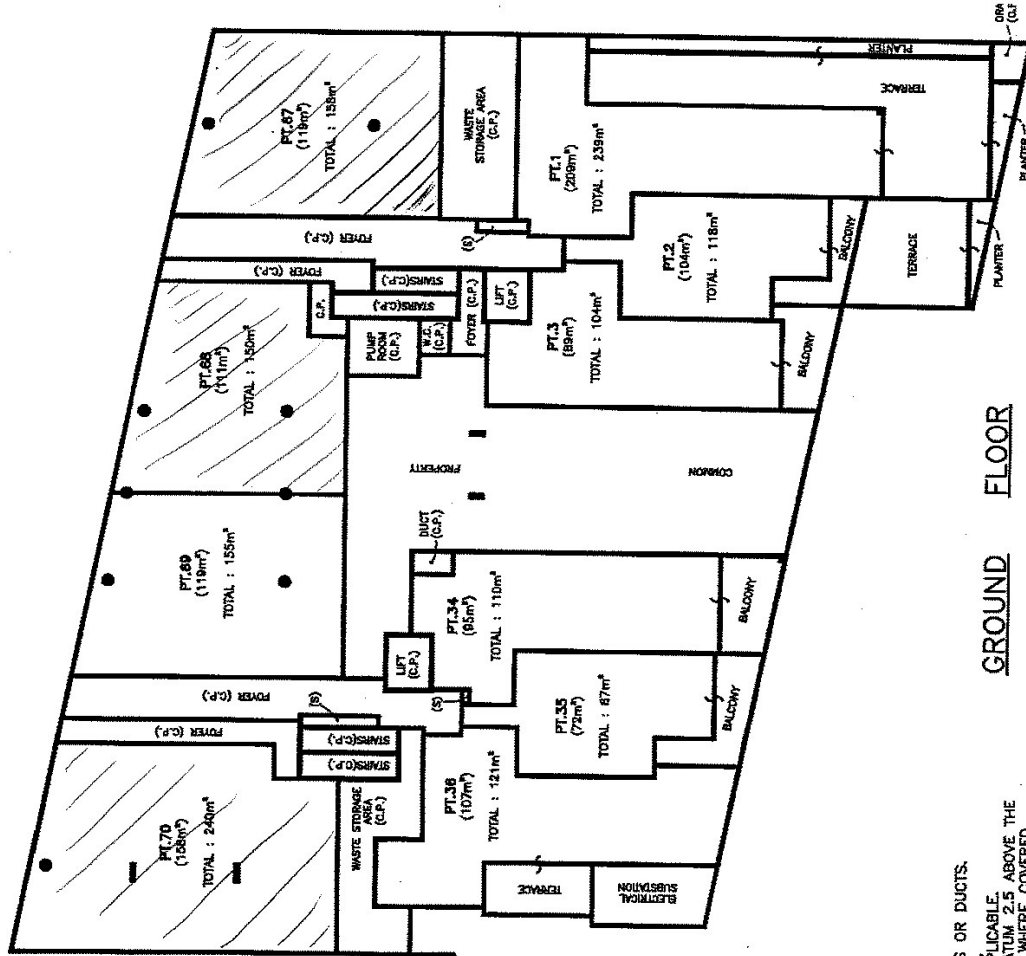 PT.67
(119m²)
TOTAL : 158m²
WASTE
STORAGE AREA
(C.P.)
PLANTER
TERRACE
PT.1
(209m²)
TOTAL : 239m²
PLANTER
FOYER (C.P.)
(S)
PT.2
(104m²)
TOTAL : 118m²
BALCONY
TERRACE
PLANTER
FOYER (C.P.)
STAIRS(C.P.)
STAIRS(C.P.)
C.P.
FOYER (C.P.)
LIFT
(C.P.)
W.C.
(C.P.)
PUMP
ROOM
(C.P.)
PT.3
(89m²)
TOTAL : 104m²
BALCONY
PT.68
(111m²)
TOTAL : 150m²
PROPERTY
COMMON
PT.69
(119m²)
TOTAL : 155m²
DUCT
(C.P.)
PT.34
(95m²)
TOTAL : 110m²
BALCONY
LIFT
(C.P.)
FOYER (C.P.)
(S)
(S)
PT.35
(72m²)
TOTAL : 87m²
BALCONY
FOYER (C.P.)
STAIRS(C.P.)
STAIRS(C.P.)
PT.36
(107m²)
TOTAL : 121m²
PT.70
(158m²)
TOTAL : 240m²
WASTE STORAGE
AREA
(C.P.)
TERRACE
ELECTRICAL
SUBSTATION
GROUND FLOOR
OR DUCTS.
2.5 ABOVE THE
WHERE COVERED